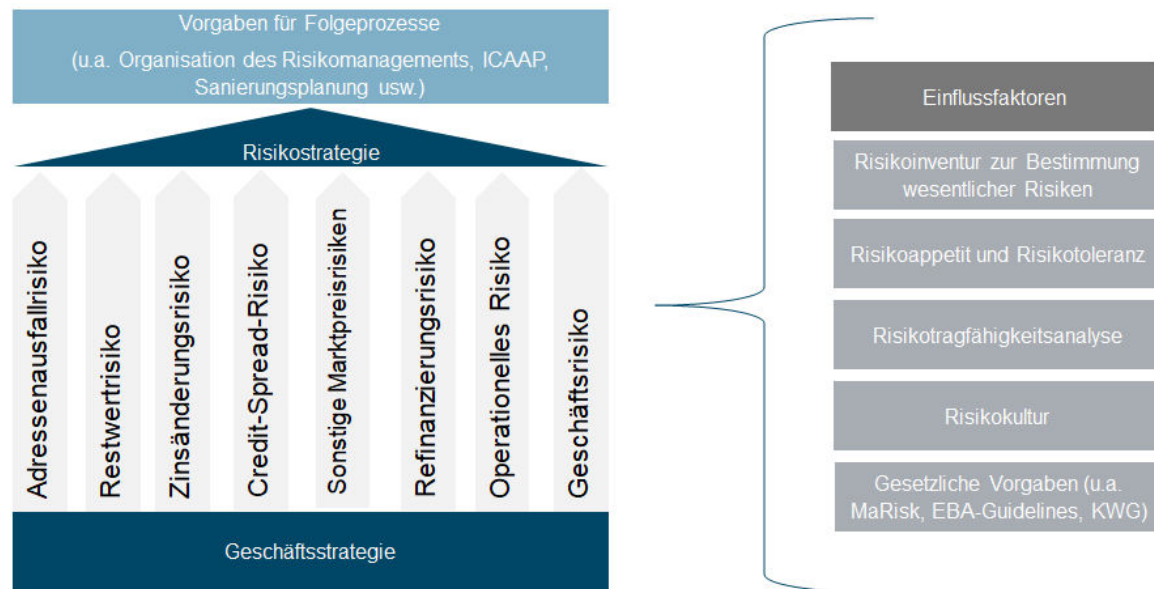 Vorgaben für Folgeprozesse
(u.a. Organisation des Risikomanagements, ICAAP,
Sanierungsplanung usw.)
Risikostrategie
Adressenausfallrisiko
Restwertrisiko
Zinsänderungsrisiko
Credit-Spread-Risiko
Sonstige Marktpreisrisiken
Refinanzierungsrisiko
Operationelles Risiko
Geschäftsrisiko
Geschäftsstrategie
Einflussfaktoren
Risikoinventur zur Bestimmung
wesentlicher Risiken
Risikoappetit und Risikotoleranz
Risikotragfähigkeitsanalyse
Risikokultur
Gesetzliche Vorgaben (u.a.
MaRisk, EBA-Guidelines, KWG)